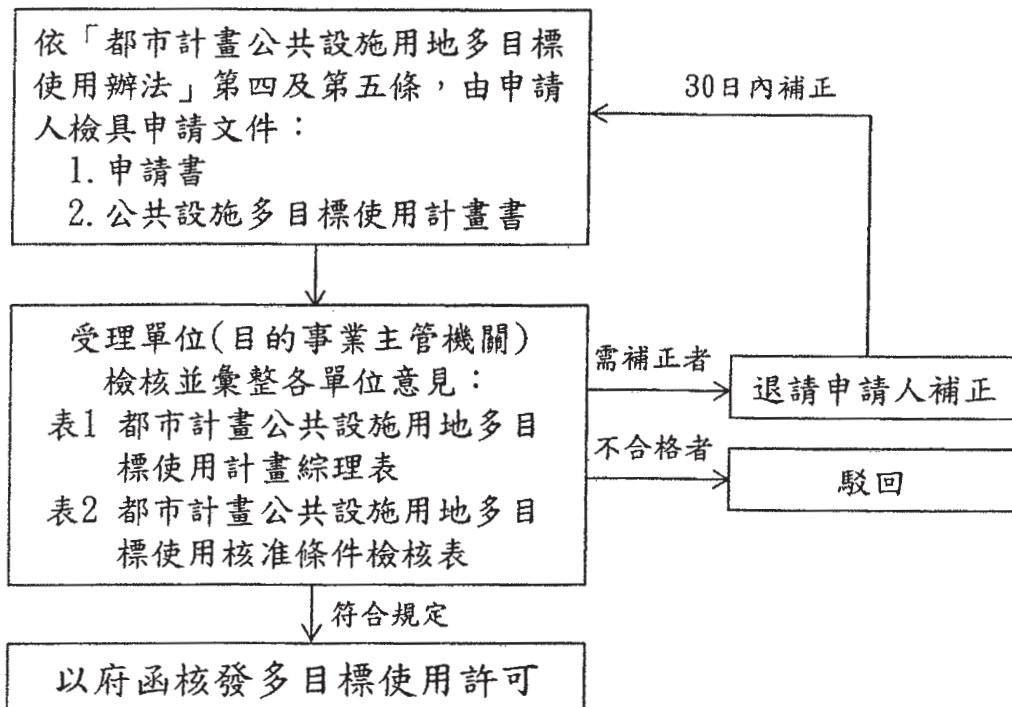 依「都市計畫公共設施用地多目標
使用辦法」第四及第五條，由申請
人檢具申請文件：
1. 申請書
2. 公共設施多目標使用計畫書
30日內補正
受理單位(目的事業主管機關)
檢核並彙整各單位意見：
表1 都市計畫公共設施用地多目
標使用計畫綜理表
表2 都市計畫公共設施用地多目
標使用核准條件檢核表
需補正者
退請申請人補正
不合格者
駁回
符合規定
以府函核發多目標使用許可